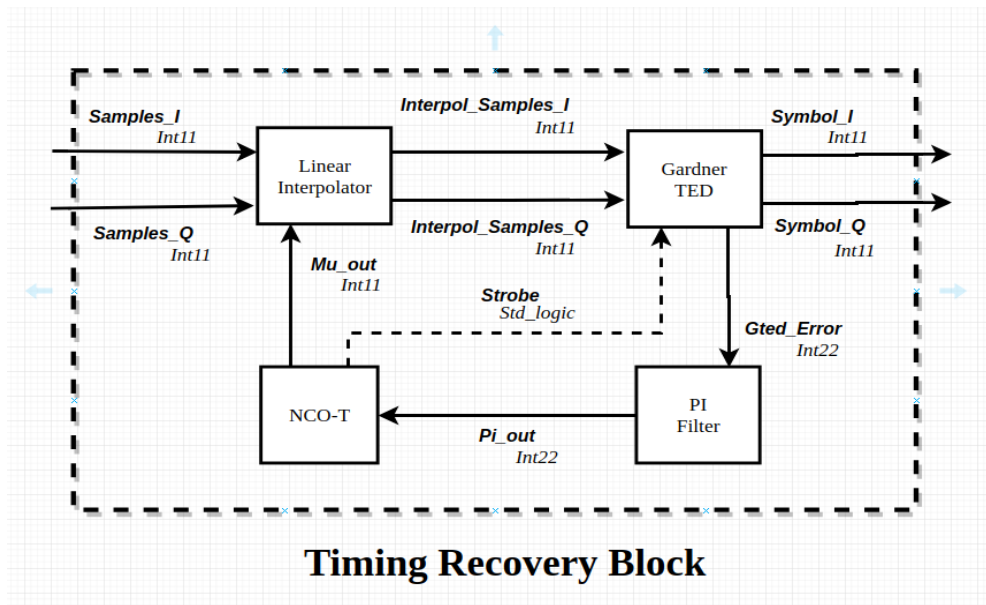 Samples_I
Int11
Interpol_Samples_I
Int11
Symbol_I
Int11
Linear
Interpolator
Gardner
TED
Samples_Q
Int11
Interpol_Samples_Q
Int11
Symbol_Q
Int11
Mu_out
Int11
Strobe
Std_logic
Gted_Error
Int22
NCO-T
PI
Filter
Pi_out
Int22
Timing Recovery Block